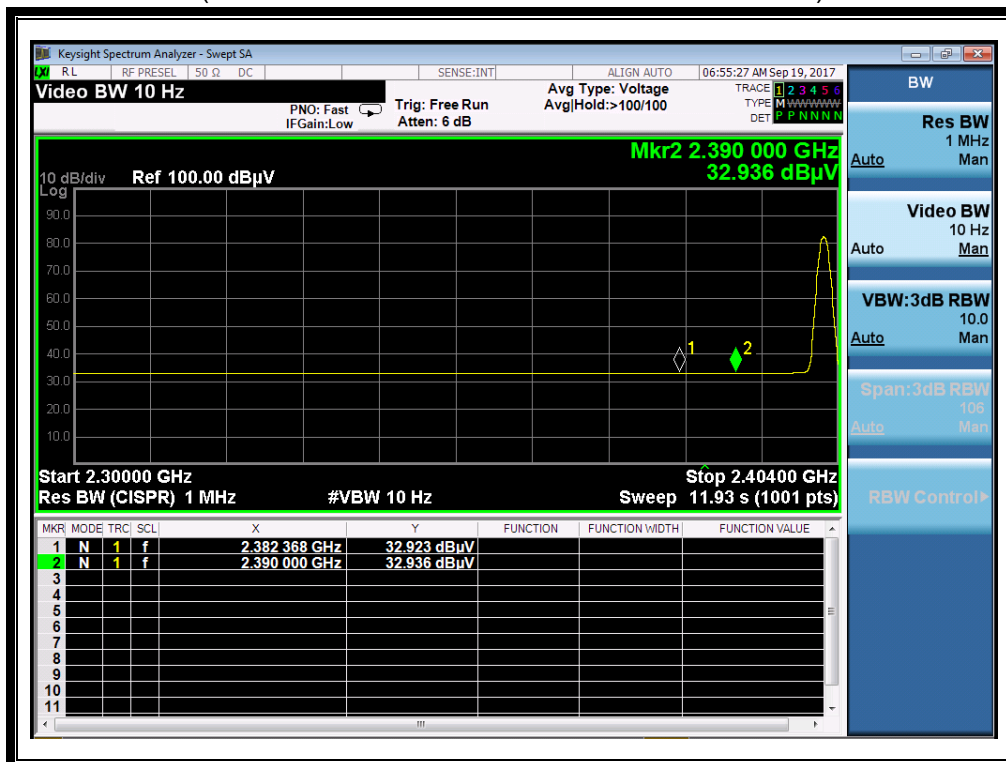 Keysight Spectrum Analyzer - Swept SA
LXI RL RF PRESEL 50 Ω DC SENSE:INT ALIGN AUTO 06:55:27 AM Sep 19, 2017
Video BW 10 Hz
PNO: Fast
IFGain:Low
Trig: Free Run
Atten: 6 dB
Avg Type: Voltage
Avg|Hold:>100/100
TRACE 1 2 3 4 5 6
TYPE M WWWWW
DET P P N N N N
Mkr2 2.390 000 GHz
32.936 dBµV
10 dB/div Ref 100.00 dBµV
Log
90.0
80.0
70.0
60.0
50.0
40.0
30.0
20.0
10.0
1
2
Start 2.30000 GHz Stop 2.40400 GHz
Res BW (CISPR) 1 MHz #VBW 10 Hz Sweep 11.93 s (1001 pts)
MKR MODE TRC SCL X Y FUNCTION FUNCTION WIDTH FUNCTION VALUE
1 N 1 f 2.382 368 GHz 32.923 dBµV
2 N 1 f 2.390 000 GHz 32.936 dBµV
3
4
5
6
7
8
9
10
11
BW
Res BW
1 MHz
Auto Man
Video BW
10 Hz
Auto Man
VBW:3dB RBW
10.0
Auto Man
Span:3dB RBW
106
Auto Man
RBW Control